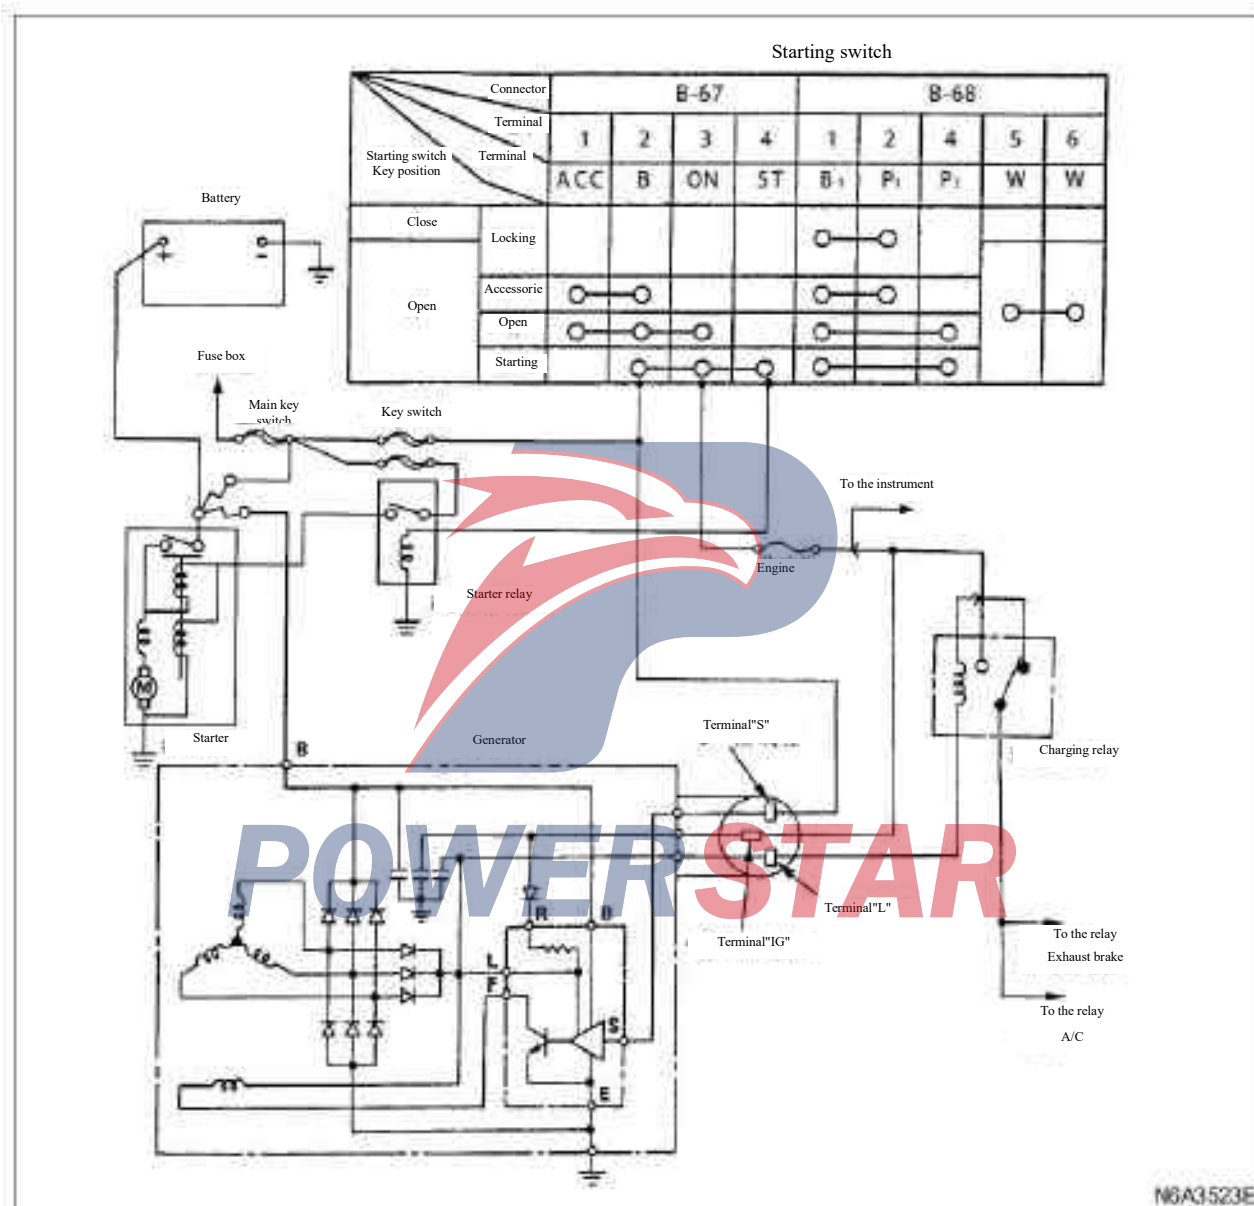 Starting switch
Connector
B-67
B-68
Terminal
1 2 3 4 1 2 4 5 6
Terminal
Starting switch
Key position
ACC B ON ST B1 P1 P2 W W
Close
Locking
Accessorie
Open
Open
Starting
Battery
+
-
Fuse box
Main key
switch
Key switch
To the instrument
Engine
Starter relay
M
Starter
B
Generator
Terminal"S"
Charging relay
POWERSTAR
Terminal"L"
Terminal"IG"
R
B
L
F
S
E
To the relay
Exhaust brake
To the relay
A/C
N6A3523E